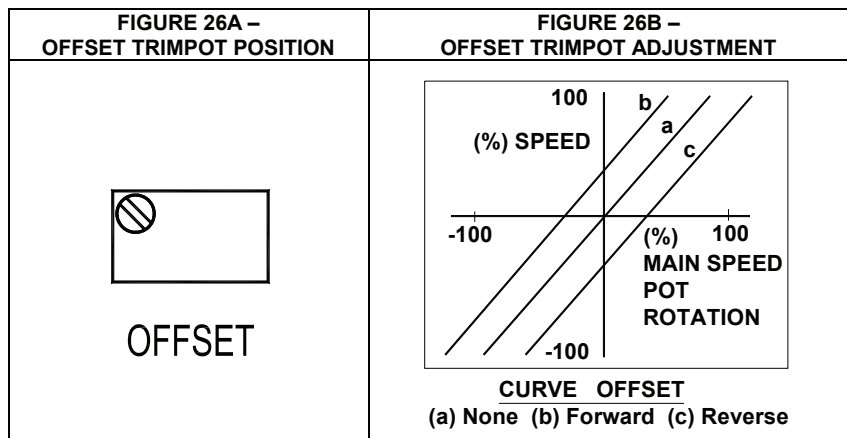 FIGURE 26A –
OFFSET TRIMPOT POSITION
FIGURE 26B –
OFFSET TRIMPOT ADJUSTMENT
OFFSET
100
b
a
(%) SPEED
c
-100
(%)
100
MAIN SPEED
POT
ROTATION
-100
CURVE OFFSET
(a) None (b) Forward (c) Reverse